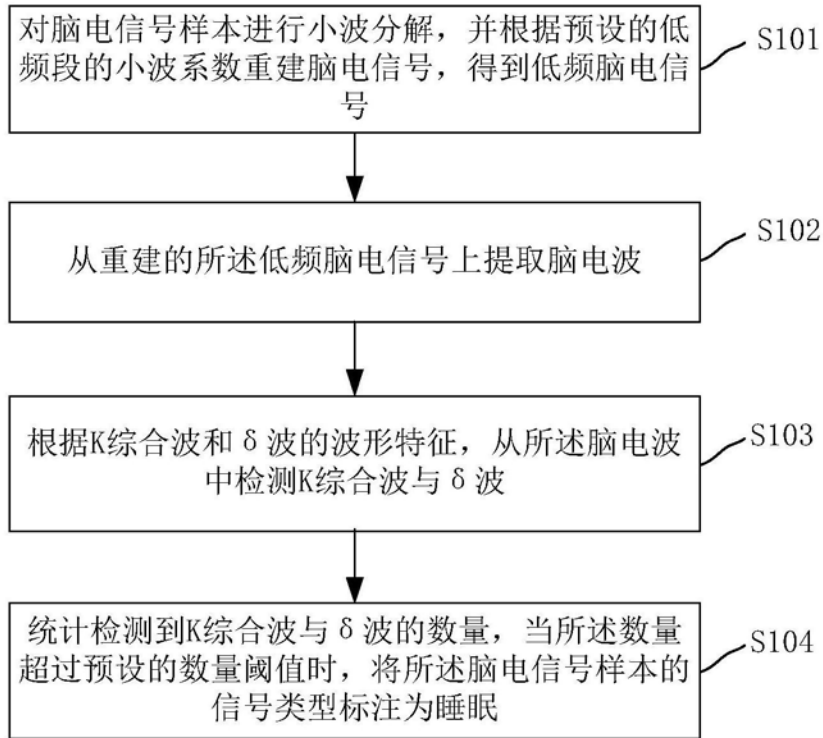 对脑电信号样本进行小波分解，并根据预设的低
频段的小波系数重建脑电信号，得到低频脑电信
号
S101
从重建的所述低频脑电信号上提取脑电波
S102
根据K综合波和δ波的波形特征，从所述脑电波
中检测K综合波与δ波
S103
统计检测到K综合波与δ波的数量，当所述数量
超过预设的数量阈值时，将所述脑电信号样本的
信号类型标注为睡眠
S104